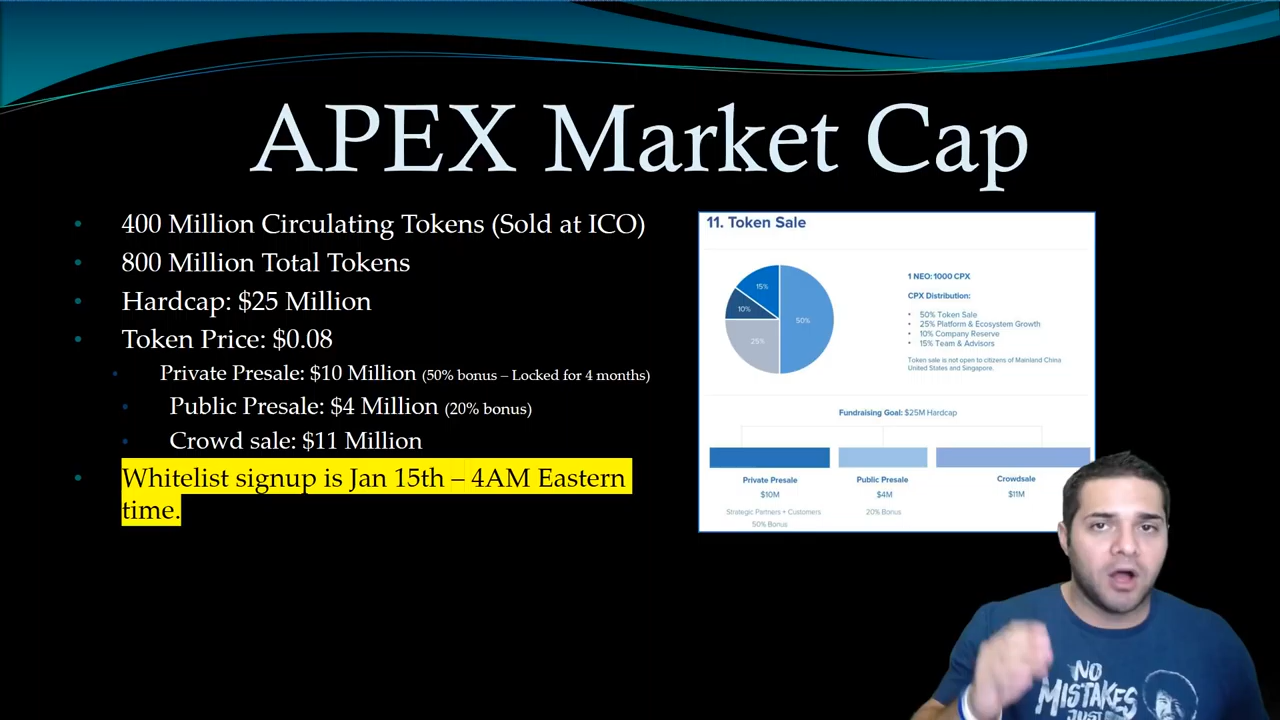 APEX Market Cap
400 Million Circulating Tokens (Sold at ICO)
800 Million Total Tokens
Hardcap: $25 Million
Token Price: $0.08
Private Presale: $10 Million (50% bonus – Locked for 4 months)
Public Presale: $4 Million (20% bonus)
Crowd sale: $11 Million
Whitelist signup is Jan 15th – 4AM Eastern
time.
11. Token Sale
15%
10%
50%
25%
1 NEO: 1000 CPX
CPX Distribution:
• 50% Token Sale
• 25% Platform & Ecosystem Growth
• 10% Company Reserve
• 15% Team & Advisors
Token sale is not open to citizens of Mainland China
United States and Singapore.
Fundraising Goal: $25M Hardcap
Private Presale
$10M
Strategic Partners + Customers
50% Bonus
Public Presale
$4M
20% Bonus
Crowdsale
$11M
NO
MISTAKES
JUST